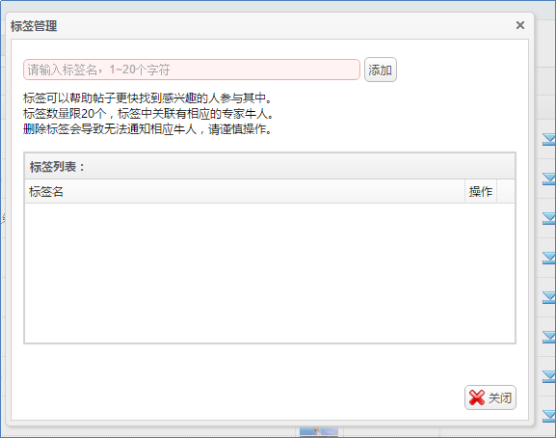 标签管理
请输入标签名，1~20个字符 添加
标签可以帮助帖子更快找到感兴趣的人参与其中。
标签数量限20个，标签中关联有相应的专家牛人。
删除标签会导致无法通知相应牛人，请谨慎操作。
标签列表：
标签名 操作
关闭